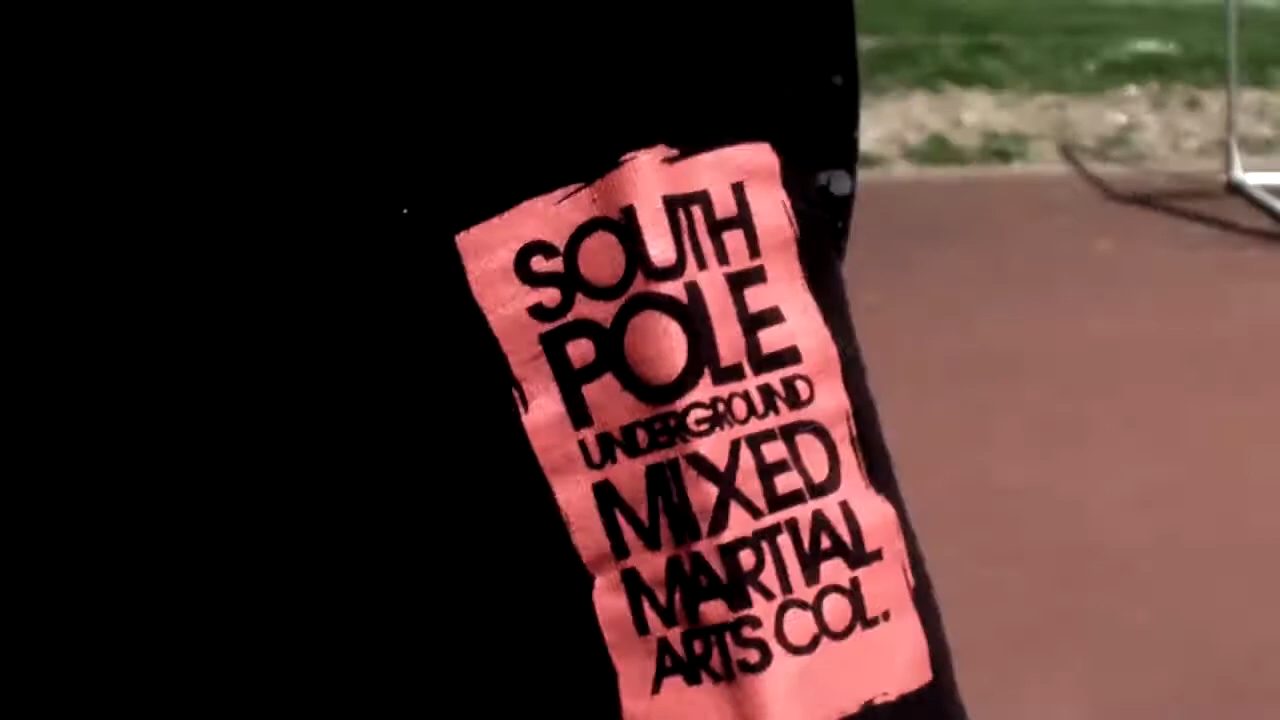 SOUTH
POLE
UNDERGROUND
MIXED
MARTIAL
ARTS COL.